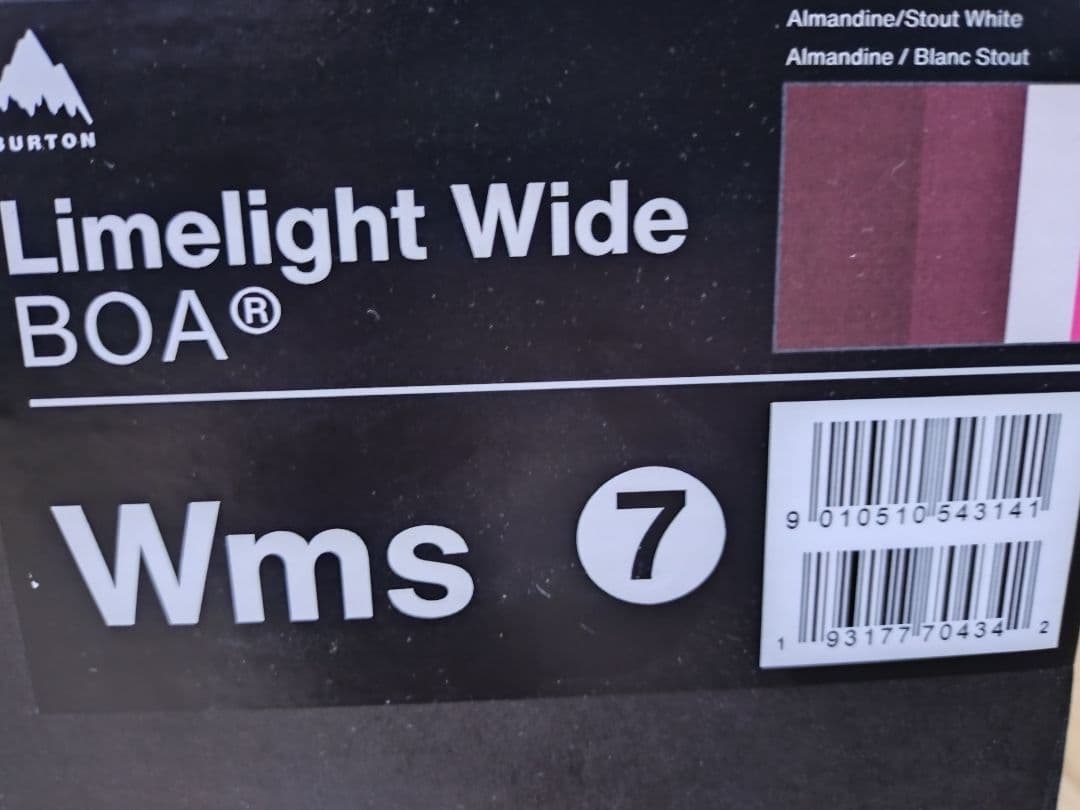 Almandine/Stout White
Almandine / Blanc Stout
BURTON
Limelight Wide
BOA®
Wms 7
9 010510 543141
1 93177 70434 2